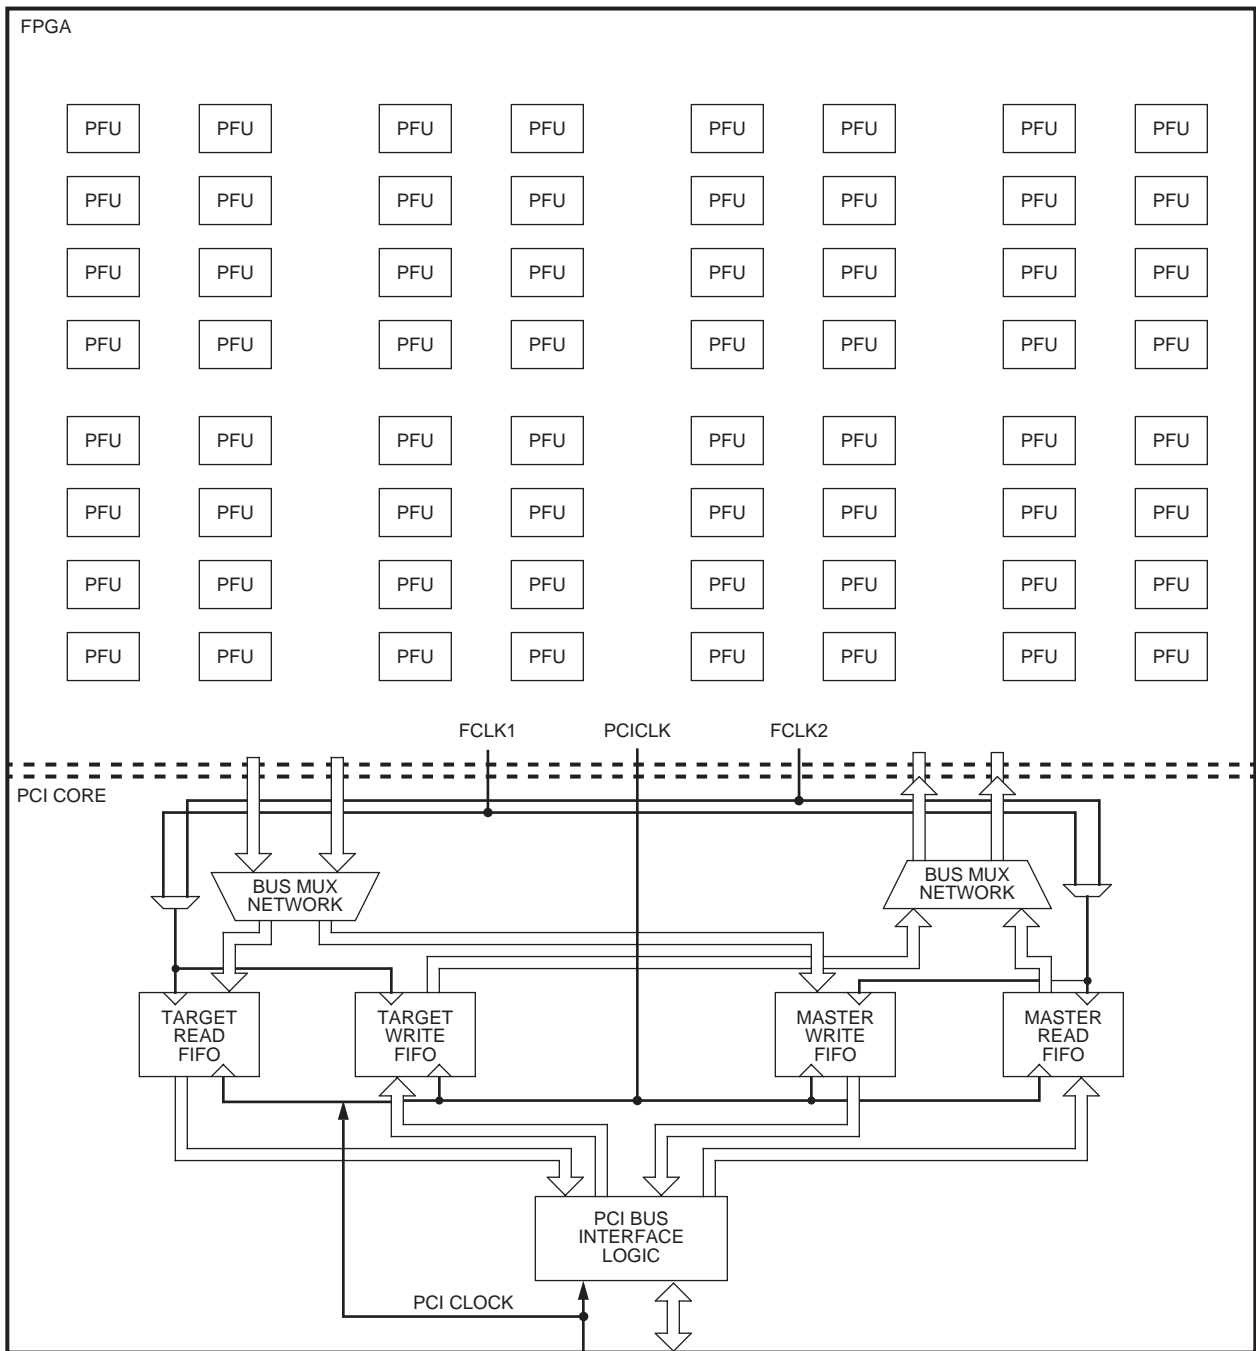 FPGA
PFU PFU PFU PFU PFU PFU PFU PFU
PFU PFU PFU PFU PFU PFU PFU PFU
PFU PFU PFU PFU PFU PFU PFU PFU
PFU PFU PFU PFU PFU PFU PFU PFU
PFU PFU PFU PFU PFU PFU PFU PFU
PFU PFU PFU PFU PFU PFU PFU PFU
PFU PFU PFU PFU PFU PFU PFU PFU
PFU PFU PFU PFU PFU PFU PFU PFU
FCLK1 PCICLK FCLK2
PCI CORE
BUS MUX
NETWORK
BUS MUX
NETWORK
TARGET
READ
FIFO
TARGET
WRITE
FIFO
MASTER
WRITE
FIFO
MASTER
READ
FIFO
PCI BUS
INTERFACE
LOGIC
PCI CLOCK